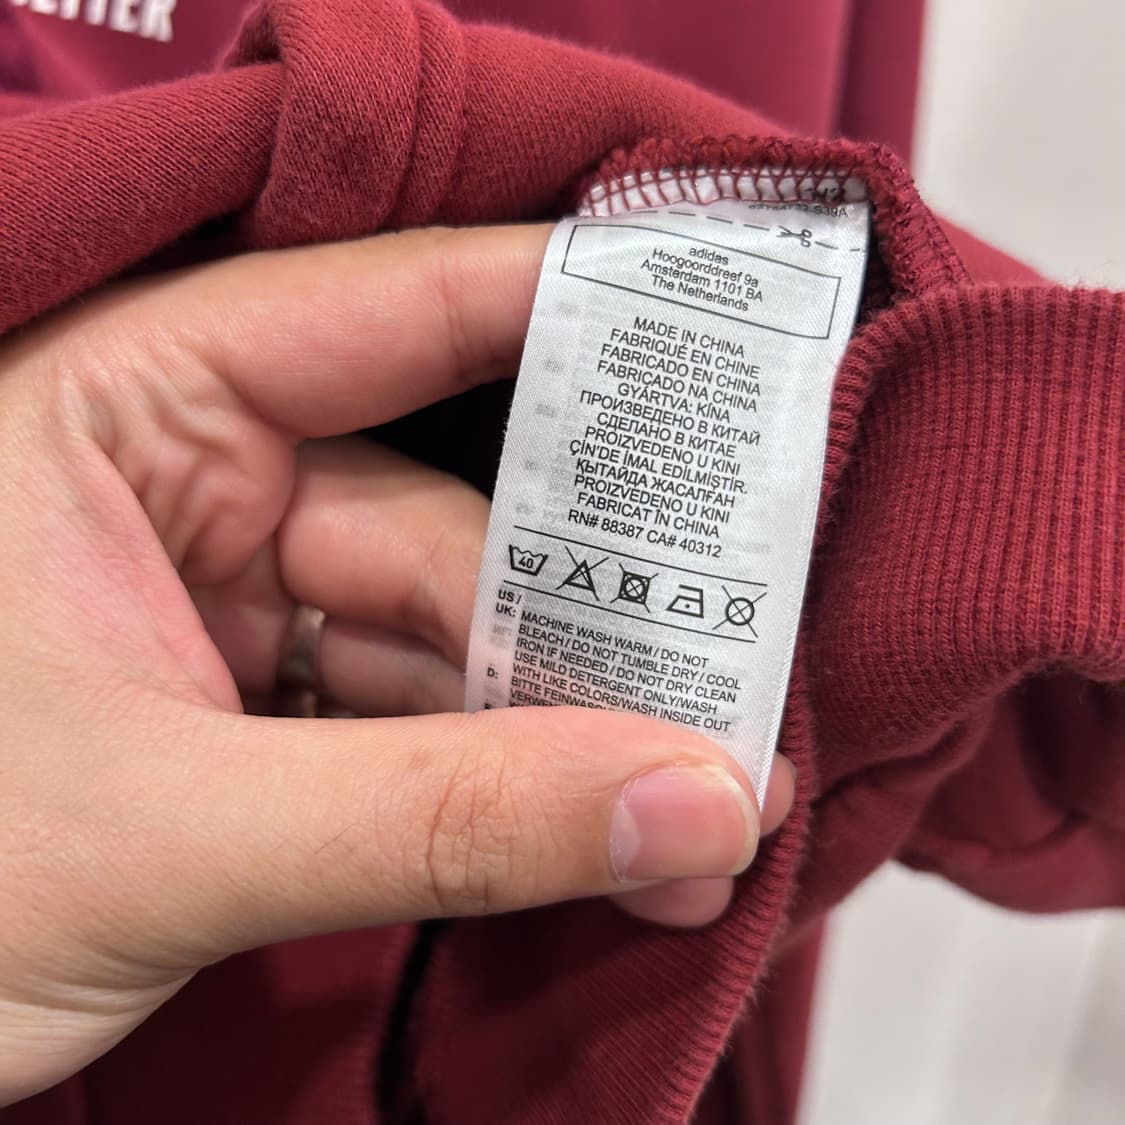 adidas
Hoogoorddreef 9a
Amsterdam 1101 BA
The Netherlands
MADE IN CHINA
FABRIQUÉ EN CHINE
FABRICADO EN CHINA
FABRICADO NA CHINA
GYÁRTVA: KÍNA
ПРОИЗВЕДЕНО В КИТАЙ
СДЕЛАНО В КИТАЕ
PROIZVEDENO U KINI
ÇİN'DE İMAL EDİLMİŞTİR.
ҚЫТАЙДА ЖАСАЛҒАН
PROIZVEDENO U KINI
FABRICAT ÎN CHINA
RN# 88387 CA# 40312
40
US /
UK: MACHINE WASH WARM / DO NOT
BLEACH / DO NOT TUMBLE DRY / COOL
IRON IF NEEDED / DO NOT DRY CLEAN
USE MILD DETERGENT ONLY/WASH
WITH LIKE COLORS/WASH INSIDE OUT
D: BITTE FEINWASCHMITTEL